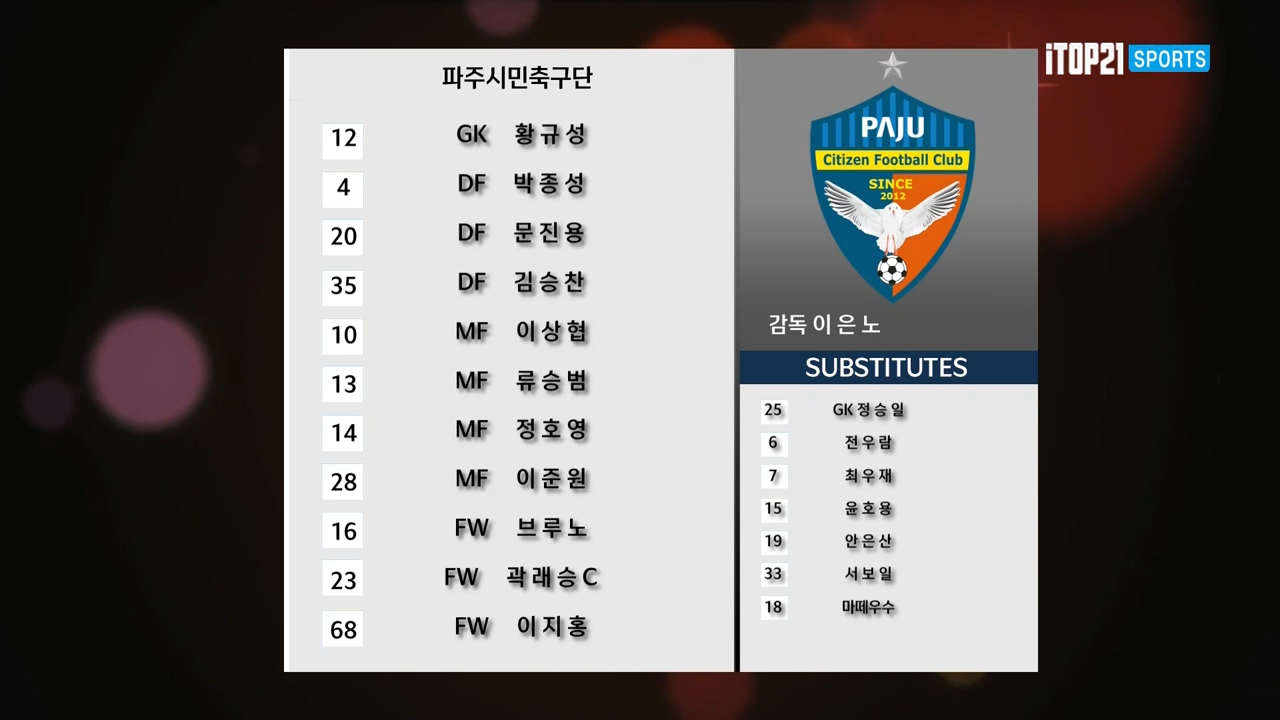 iTOP21 SPORTS
파주시민축구단
12 GK 황규성
4 DF 박종성
20 DF 문진용
35 DF 김승찬
10 MF 이상협
13 MF 류승범
14 MF 정호영
28 MF 이준원
16 FW 브루노
23 FW 곽래승C
68 FW 이지홍
PAJU
Citizen Football Club
SINCE
2012
감독 이은노
SUBSTITUTES
25 GK 정승일
6 전우람
7 최우재
15 윤호용
19 안은산
33 서보일
18 마떼우수